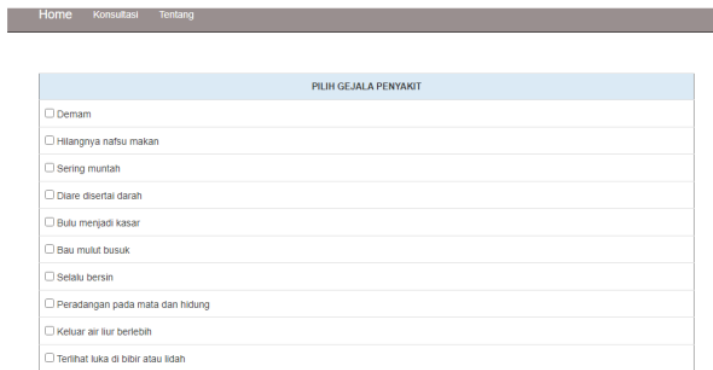 Home Konsultasi Tentang
PILIH GEJALA PENYAKIT
Demam
Hilangnya nafsu makan
Sering muntah
Diare disertai darah
Bulu menjadi kasar
Bau mulut busuk
Selalu bersin
Peradangan pada mata dan hidung
Keluar air liur berlebih
Terlihat luka di bibir atau lidah